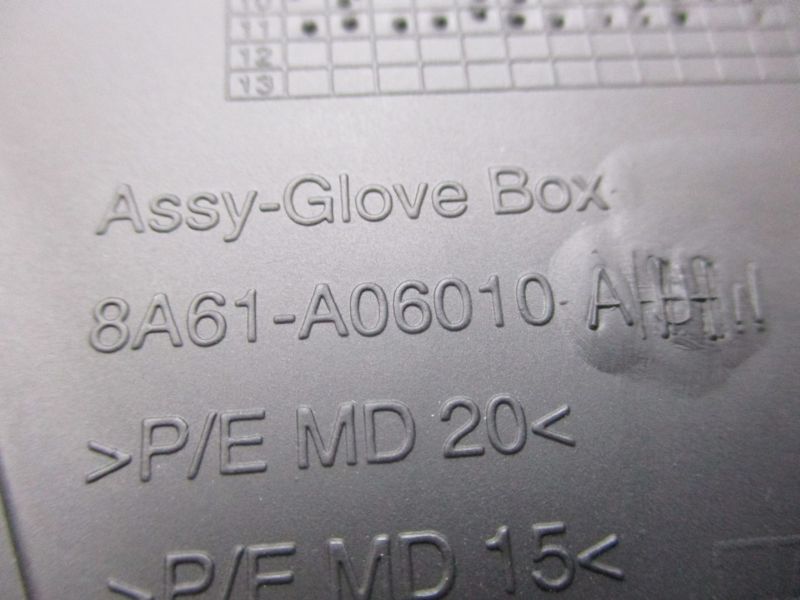 11
12
13
Assy-Glove Box
8A61-A06010-A
>P/E MD 20<
>P/E MD 15<